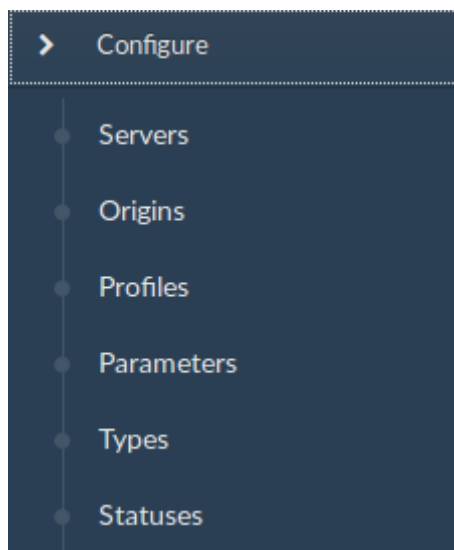 Configure
Servers
Origins
Profiles
Parameters
Types
Statuses